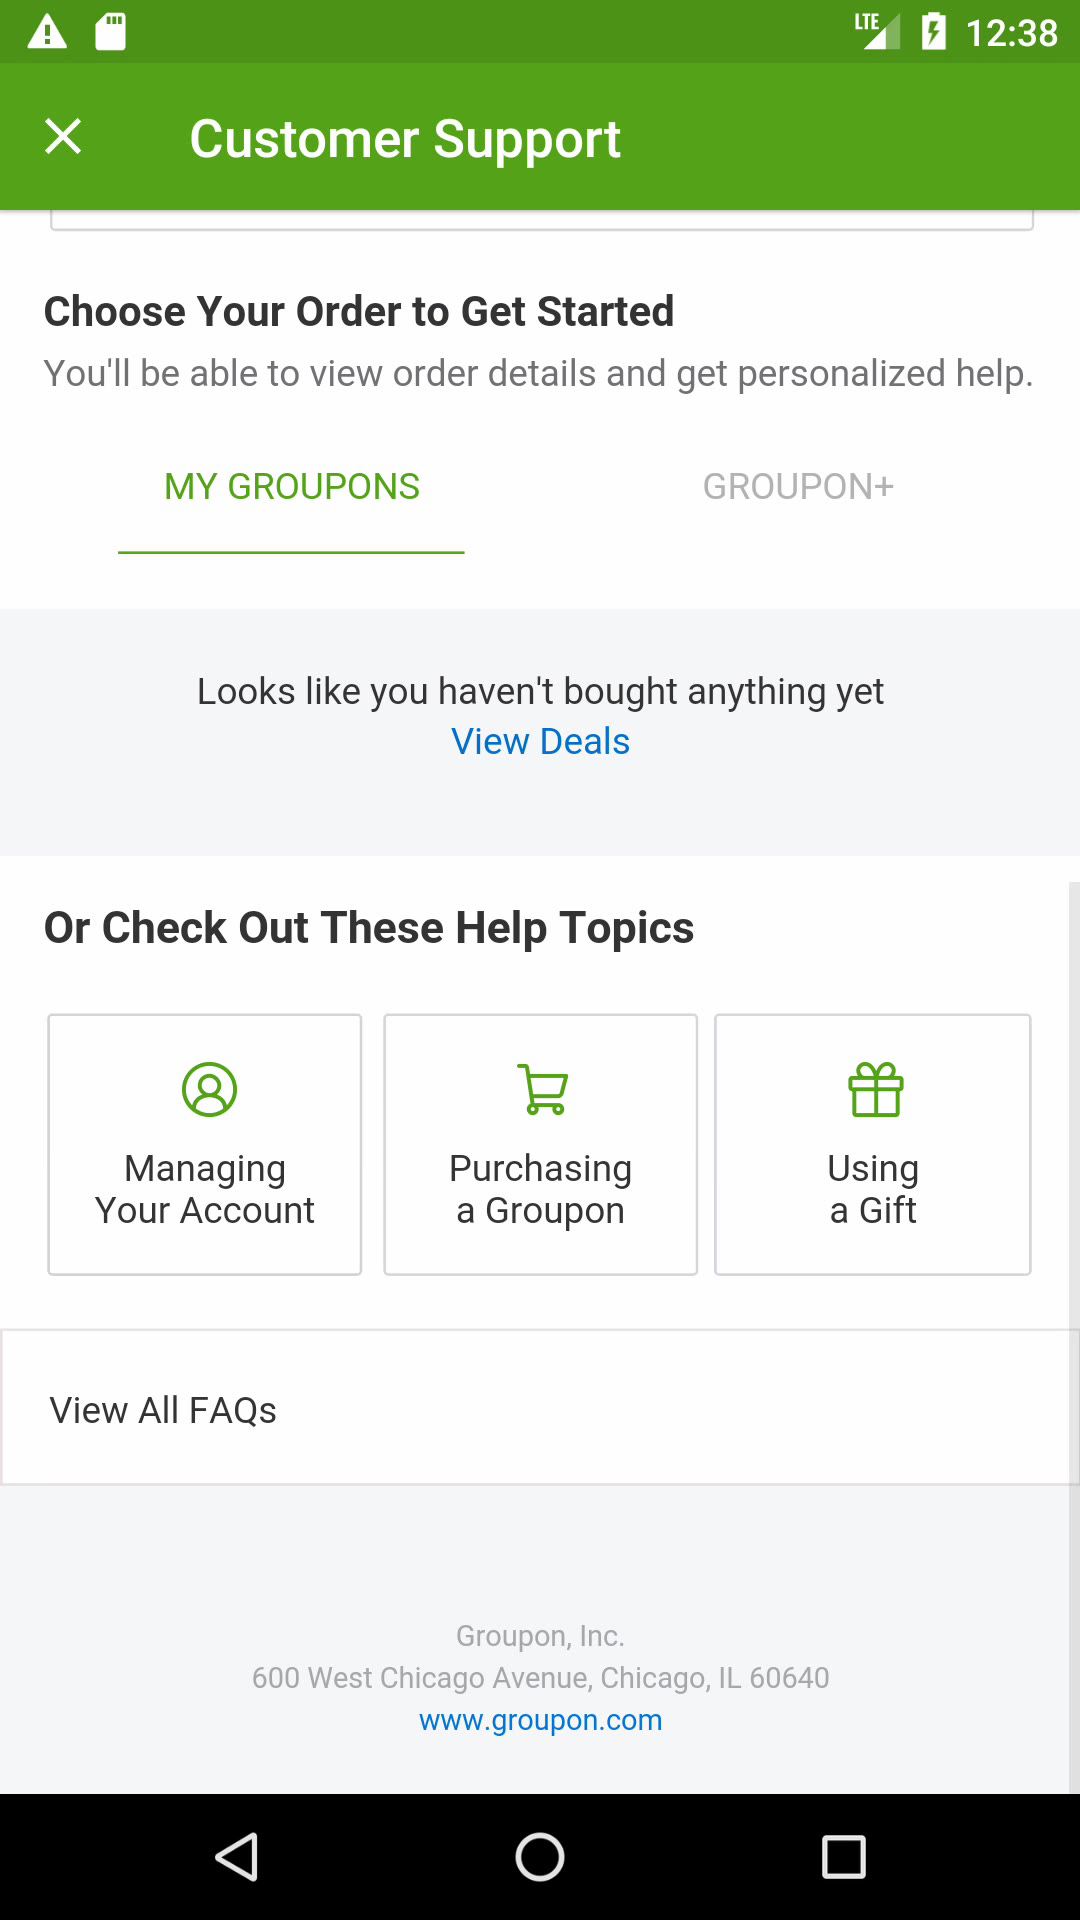 LTE 12:38
Customer Support
Choose Your Order to Get Started
You'll be able to view order details and get personalized help.
MY GROUPONS GROUPON+
Looks like you haven't bought anything yet
View Deals
Or Check Out These Help Topics
Managing
Your Account
Purchasing
a Groupon
Using
a Gift
View All FAQs
Groupon, Inc.
600 West Chicago Avenue, Chicago, IL 60640
www.groupon.com